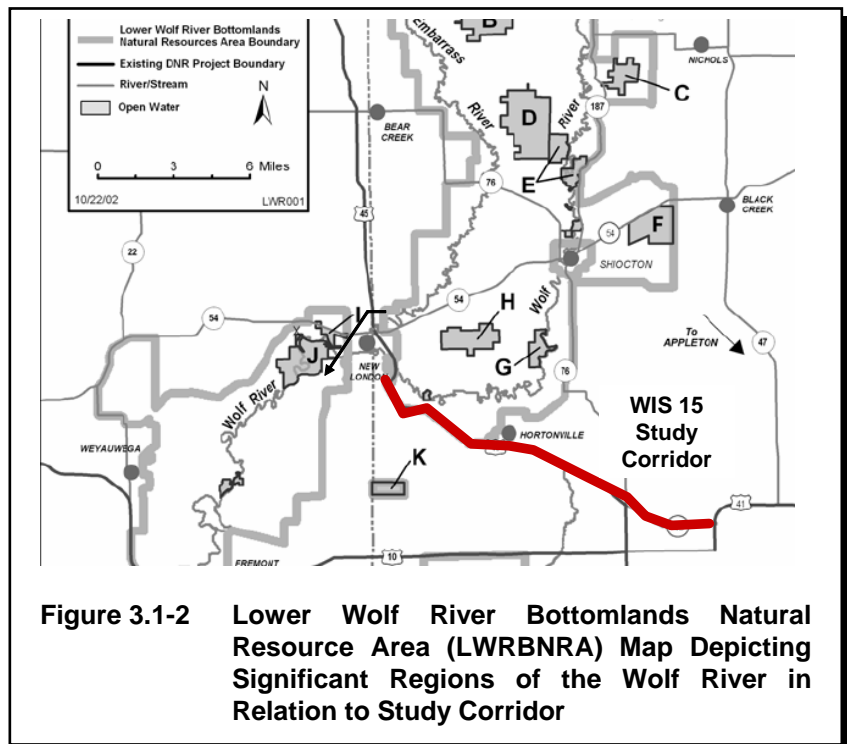 Lower Wolf River Bottomlands
Natural Resources Area Boundary
Existing DNR Project Boundary
River/Stream
Open Water
N
0 3 6 Miles
10/22/02 LWR001
Embarrass
River
B
NICHOLS
C
187
D
River
E
BEAR
CREEK
76
45
BLACK
CREEK
F
54
SHIOCTON
22
54
Wolf
H
54
I
To
APPLETON
47
J
NEW
LONDON
G
76
Wolf River
WIS 15
Study
Corridor
HORTONVILLE
WEYAUWEGA
K
41
10
FREMONT
Figure 3.1-2 Lower Wolf River Bottomlands Natural
Resource Area (LWRBNRA) Map Depicting
Significant Regions of the Wolf River in
Relation to Study Corridor